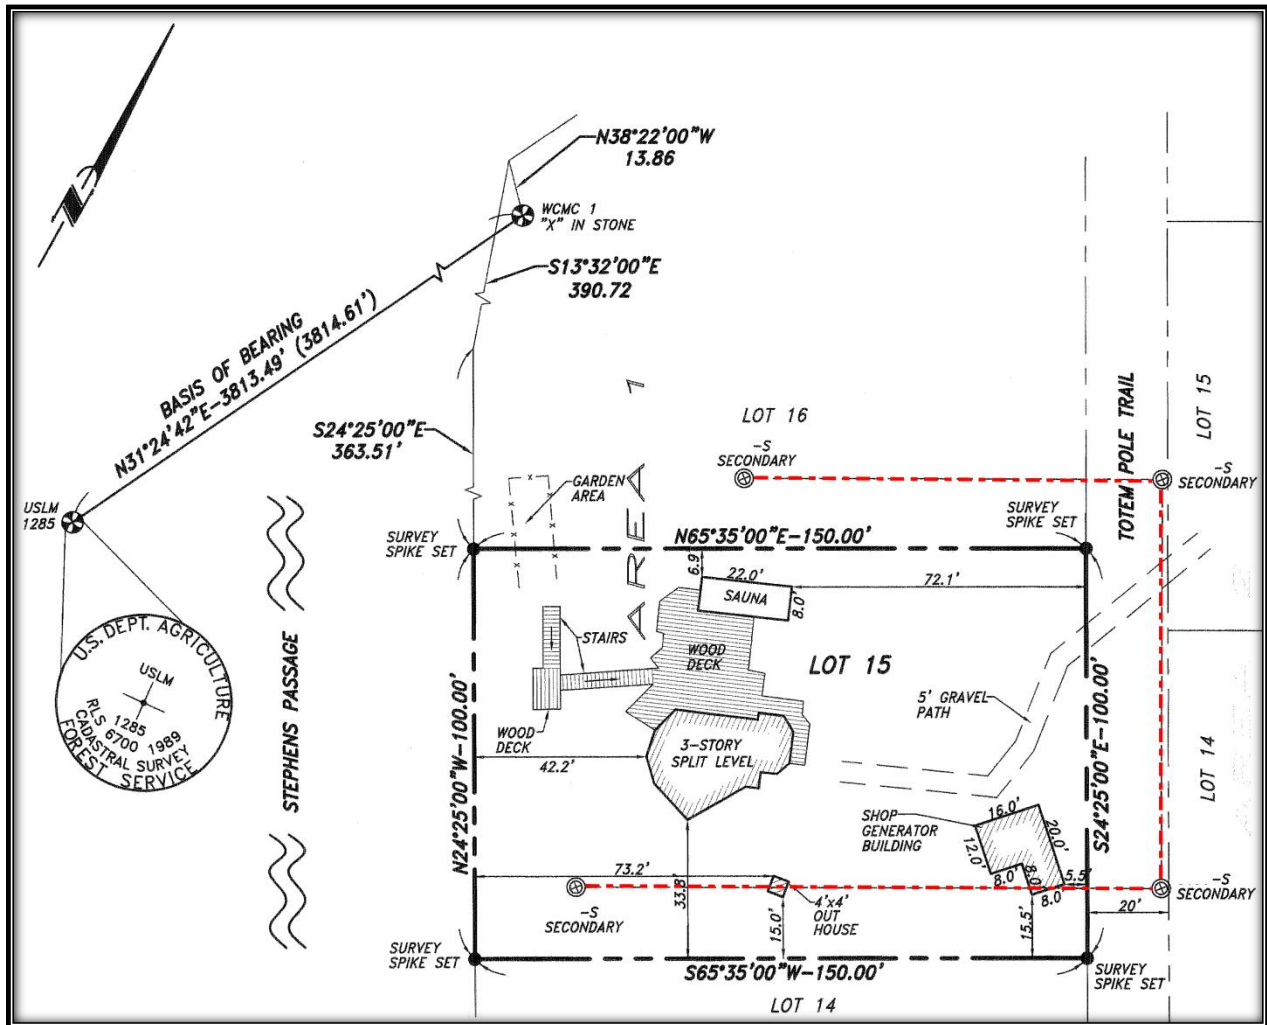 N38°22'00"W
13.86
WCMC 1
"X" IN STONE
S13°32'00"E
390.72
BASIS OF BEARING
N31°24'42"E-3813.49' (3814.61')
S24°25'00"E
363.51'
AREA 7
LOT 16
TOTEM POLE TRAIL
LOT 15
-S
SECONDARY
-S
SECONDARY
GARDEN
AREA
USLM
1285
SURVEY
SPIKE SET
N65°35'00"E-150.00'
SURVEY
SPIKE SET
6.9'
22.0'
SAUNA
8.0'
72.1'
STAIRS
WOOD
DECK
LOT 15
5' GRAVEL
PATH
U.S. DEPT. AGRICULTURE
USLM
1285
RLS 6700 1989
CADASTRAL SURVEY
FOREST SERVICE
STEPHENS PASSAGE
N24°25'00"W-100.00'
WOOD
DECK
42.2'
3-STORY
SPLIT LEVEL
S24°25'00"E-100.00'
LOT 14
SHOP
GENERATOR
BUILDING
16.0'
20.0'
12.0'
8.0'
8.0'
8.0'
5.5'
73.2'
33.8'
4'x4'
OUT
HOUSE
15.0'
15.5'
20'
-S
SECONDARY
-S
SECONDARY
SURVEY
SPIKE SET
S65°35'00"W-150.00'
SURVEY
SPIKE SET
LOT 14